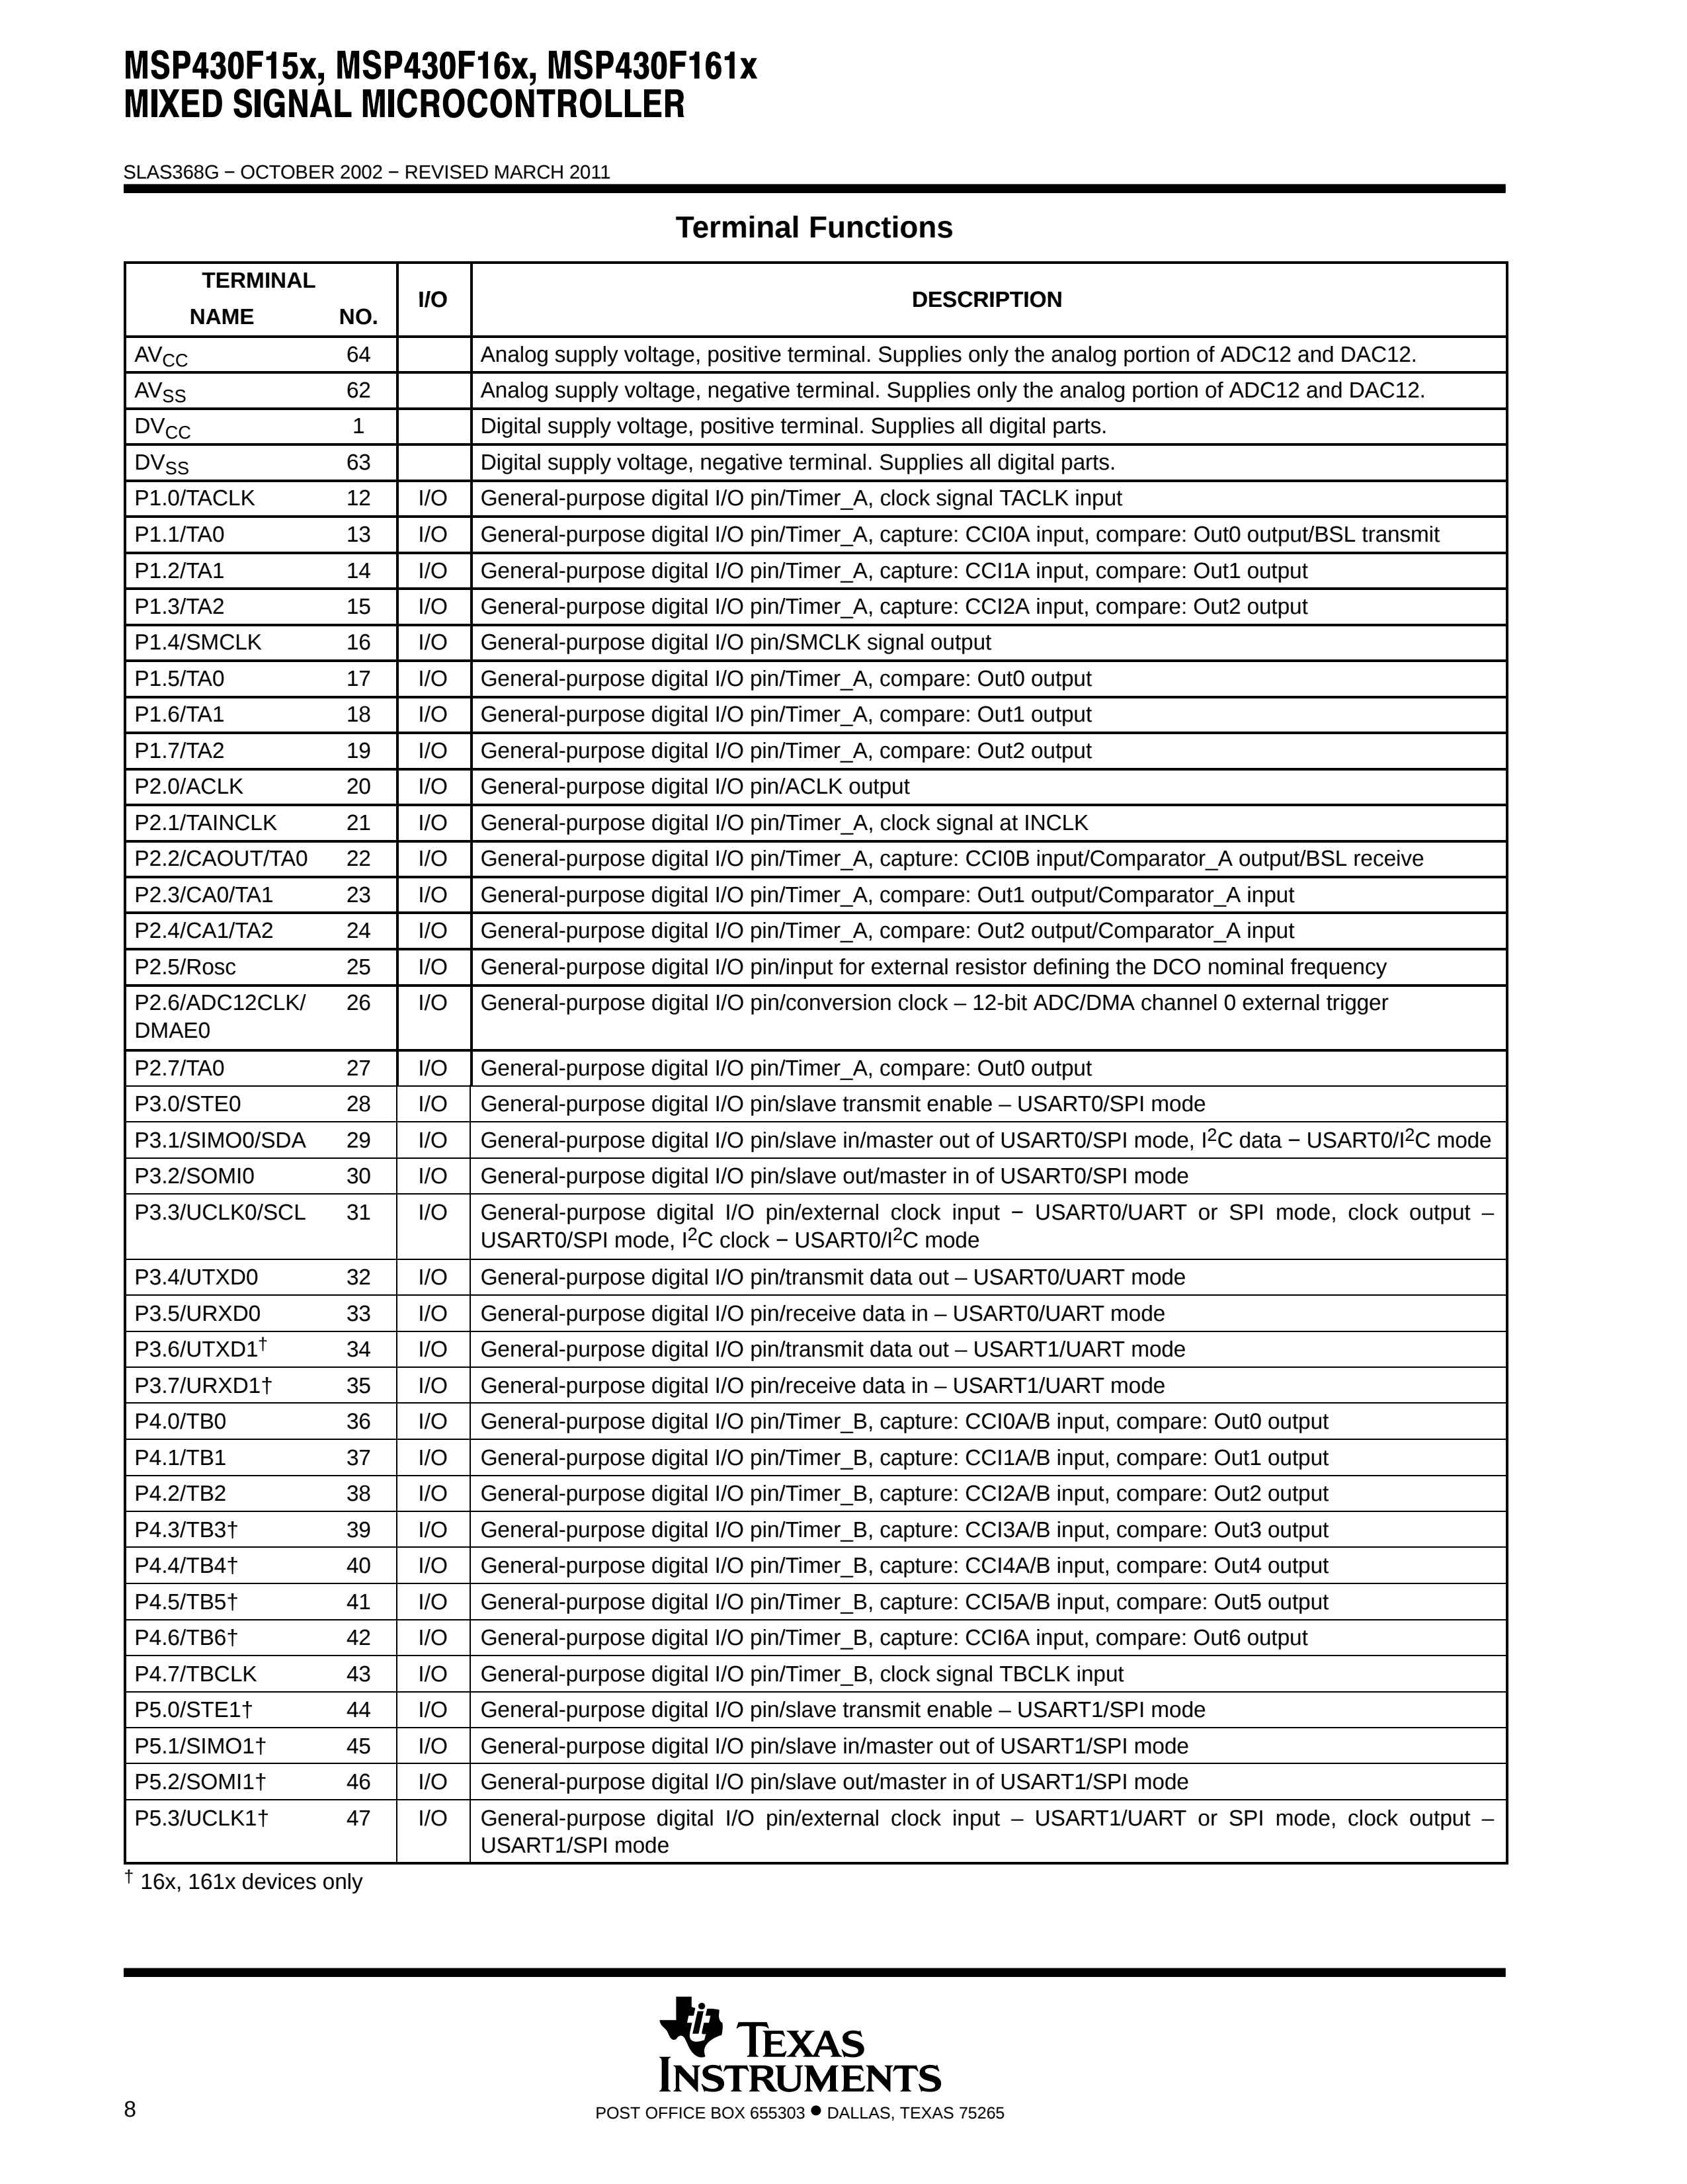 MSP430F15x, MSP430F16x, MSP430F161x
MIXED SIGNAL MICROCONTROLLER
SLAS368G − OCTOBER 2002 − REVISED MARCH 2011
Terminal Functions
TERMINAL
NAME NO. I/O DESCRIPTION
AVCC 64 Analog supply voltage, positive terminal. Supplies only the analog portion of ADC12 and DAC12.
AVSS 62 Analog supply voltage, negative terminal. Supplies only the analog portion of ADC12 and DAC12.
DVCC 1 Digital supply voltage, positive terminal. Supplies all digital parts.
DVSS 63 Digital supply voltage, negative terminal. Supplies all digital parts.
P1.0/TACLK 12 I/O General-purpose digital I/O pin/Timer_A, clock signal TACLK input
P1.1/TA0 13 I/O General-purpose digital I/O pin/Timer_A, capture: CCI0A input, compare: Out0 output/BSL transmit
P1.2/TA1 14 I/O General-purpose digital I/O pin/Timer_A, capture: CCI1A input, compare: Out1 output
P1.3/TA2 15 I/O General-purpose digital I/O pin/Timer_A, capture: CCI2A input, compare: Out2 output
P1.4/SMCLK 16 I/O General-purpose digital I/O pin/SMCLK signal output
P1.5/TA0 17 I/O General-purpose digital I/O pin/Timer_A, compare: Out0 output
P1.6/TA1 18 I/O General-purpose digital I/O pin/Timer_A, compare: Out1 output
P1.7/TA2 19 I/O General-purpose digital I/O pin/Timer_A, compare: Out2 output
P2.0/ACLK 20 I/O General-purpose digital I/O pin/ACLK output
P2.1/TAINCLK 21 I/O General-purpose digital I/O pin/Timer_A, clock signal at INCLK
P2.2/CAOUT/TA0 22 I/O General-purpose digital I/O pin/Timer_A, capture: CCI0B input/Comparator_A output/BSL receive
P2.3/CA0/TA1 23 I/O General-purpose digital I/O pin/Timer_A, compare: Out1 output/Comparator_A input
P2.4/CA1/TA2 24 I/O General-purpose digital I/O pin/Timer_A, compare: Out2 output/Comparator_A input
P2.5/Rosc 25 I/O General-purpose digital I/O pin/input for external resistor defining the DCO nominal frequency
P2.6/ADC12CLK/ 26 I/O General-purpose digital I/O pin/conversion clock – 12-bit ADC/DMA channel 0 external trigger
DMAE0
P2.7/TA0 27 I/O General-purpose digital I/O pin/Timer_A, compare: Out0 output
P3.0/STE0 28 I/O General-purpose digital I/O pin/slave transmit enable – USART0/SPI mode
P3.1/SIMO0/SDA 29 I/O General-purpose digital I/O pin/slave in/master out of USART0/SPI mode, I²C data − USART0/I²C mode
P3.2/SOMI0 30 I/O General-purpose digital I/O pin/slave out/master in of USART0/SPI mode
P3.3/UCLK0/SCL 31 I/O General-purpose digital I/O pin/external clock input − USART0/UART or SPI mode, clock output –
USART0/SPI mode, I²C clock − USART0/I²C mode
P3.4/UTXD0 32 I/O General-purpose digital I/O pin/transmit data out – USART0/UART mode
P3.5/URXD0 33 I/O General-purpose digital I/O pin/receive data in – USART0/UART mode
P3.6/UTXD1† 34 I/O General-purpose digital I/O pin/transmit data out – USART1/UART mode
P3.7/URXD1† 35 I/O General-purpose digital I/O pin/receive data in – USART1/UART mode
P4.0/TB0 36 I/O General-purpose digital I/O pin/Timer_B, capture: CCI0A/B input, compare: Out0 output
P4.1/TB1 37 I/O General-purpose digital I/O pin/Timer_B, capture: CCI1A/B input, compare: Out1 output
P4.2/TB2 38 I/O General-purpose digital I/O pin/Timer_B, capture: CCI2A/B input, compare: Out2 output
P4.3/TB3† 39 I/O General-purpose digital I/O pin/Timer_B, capture: CCI3A/B input, compare: Out3 output
P4.4/TB4† 40 I/O General-purpose digital I/O pin/Timer_B, capture: CCI4A/B input, compare: Out4 output
P4.5/TB5† 41 I/O General-purpose digital I/O pin/Timer_B, capture: CCI5A/B input, compare: Out5 output
P4.6/TB6† 42 I/O General-purpose digital I/O pin/Timer_B, capture: CCI6A input, compare: Out6 output
P4.7/TBCLK 43 I/O General-purpose digital I/O pin/Timer_B, clock signal TBCLK input
P5.0/STE1† 44 I/O General-purpose digital I/O pin/slave transmit enable – USART1/SPI mode
P5.1/SIMO1† 45 I/O General-purpose digital I/O pin/slave in/master out of USART1/SPI mode
P5.2/SOMI1† 46 I/O General-purpose digital I/O pin/slave out/master in of USART1/SPI mode
P5.3/UCLK1† 47 I/O General-purpose digital I/O pin/external clock input – USART1/UART or SPI mode, clock output –
USART1/SPI mode
† 16x, 161x devices only
TEXAS
INSTRUMENTS
8 POST OFFICE BOX 655303 ● DALLAS, TEXAS 75265